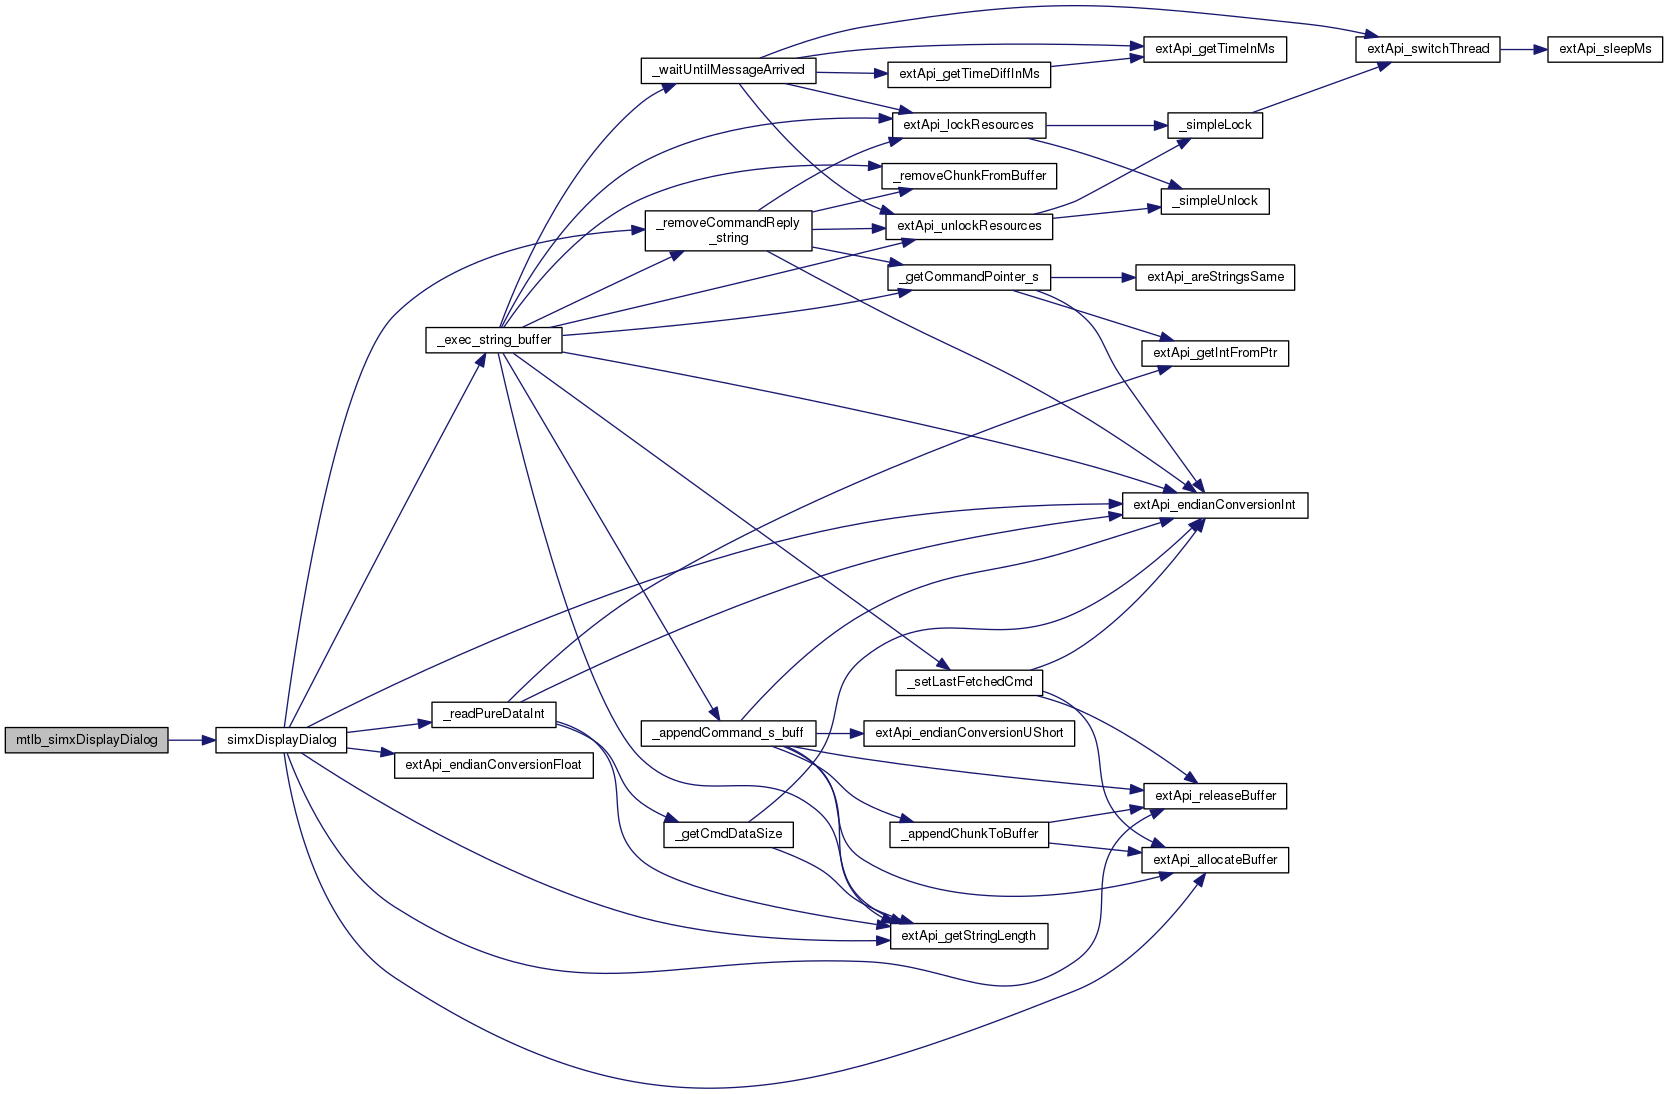 _waitUntilMessageArrived
extApi_getTimeInMs
extApi_switchThread
extApi_sleepMs
extApi_getTimeDiffInMs
extApi_lockResources
_simpleLock
_removeChunkFromBuffer
_simpleUnlock
_removeCommandReply
_string
extApi_unlockResources
_getCommandPointer_s
extApi_areStringsSame
_exec_string_buffer
extApi_getIntFromPtr
extApi_endianConversionInt
_setLastFetchedCmd
_readPureDataInt
mtlb_simxDisplayDialog
simxDisplayDialog
_appendCommand_s_buff
extApi_endianConversionUShort
extApi_endianConversionFloat
extApi_releaseBuffer
_getCmdDataSize
_appendChunkToBuffer
extApi_allocateBuffer
extApi_getStringLength